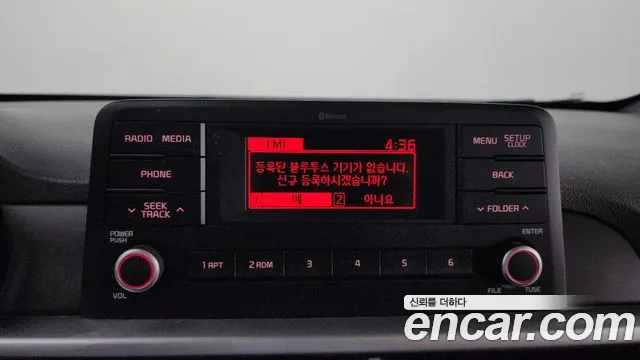 Bluetooth
RADIO MEDIA
4:36
MENU SETUP
CLOCK
PHONE
등록된 블루투스 기기가 없습니다.
신규 등록하시겠습니까?
1 예 2 아니요
BACK
SEEK
TRACK
FOLDER
POWER
PUSH
VOL
1 RPT 2 RDM 3 4 5 6
ENTER
FILE TUNE
신뢰를 더하다
encar.com